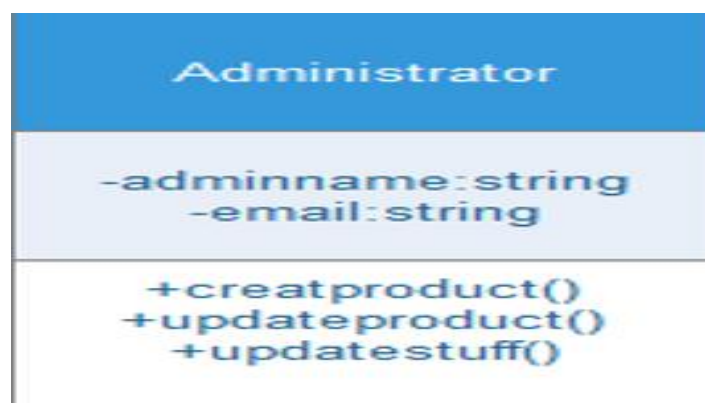 Administrator
-adminname:string
-email:string
+creatproduct()
+updateproduct()
+updatestuff()